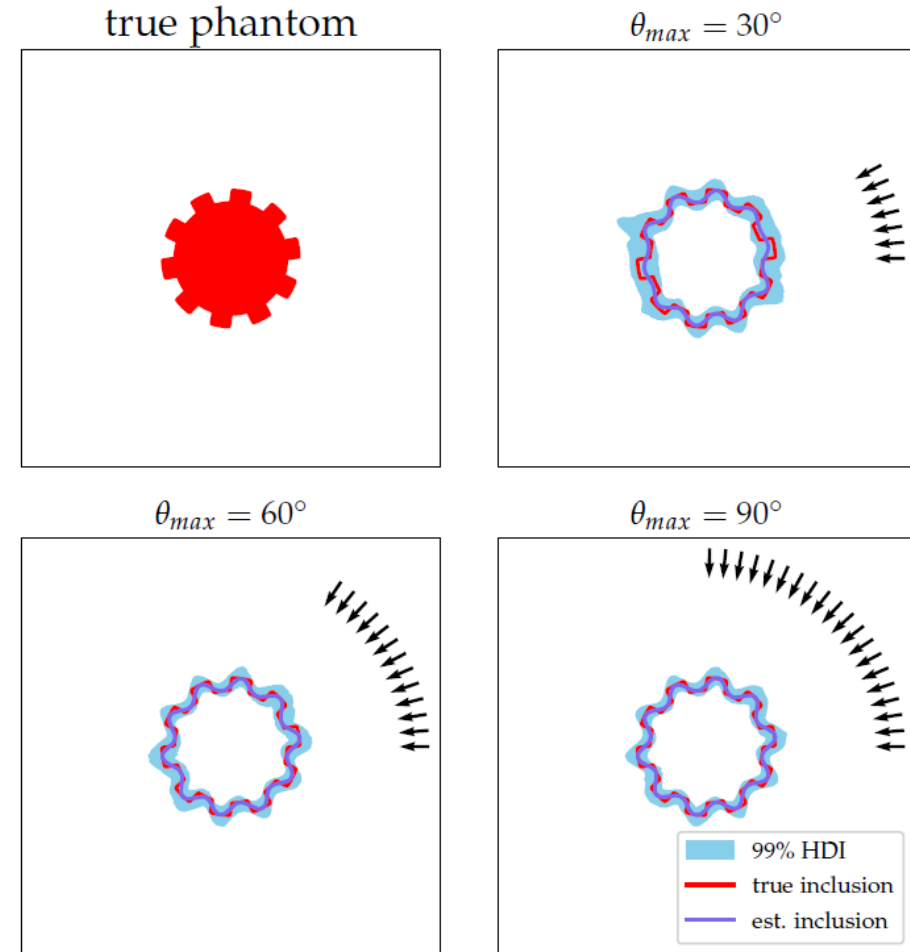 true phantom
θmax = 30°
θmax = 60°
θmax = 90°
99% HDI
true inclusion
est. inclusion